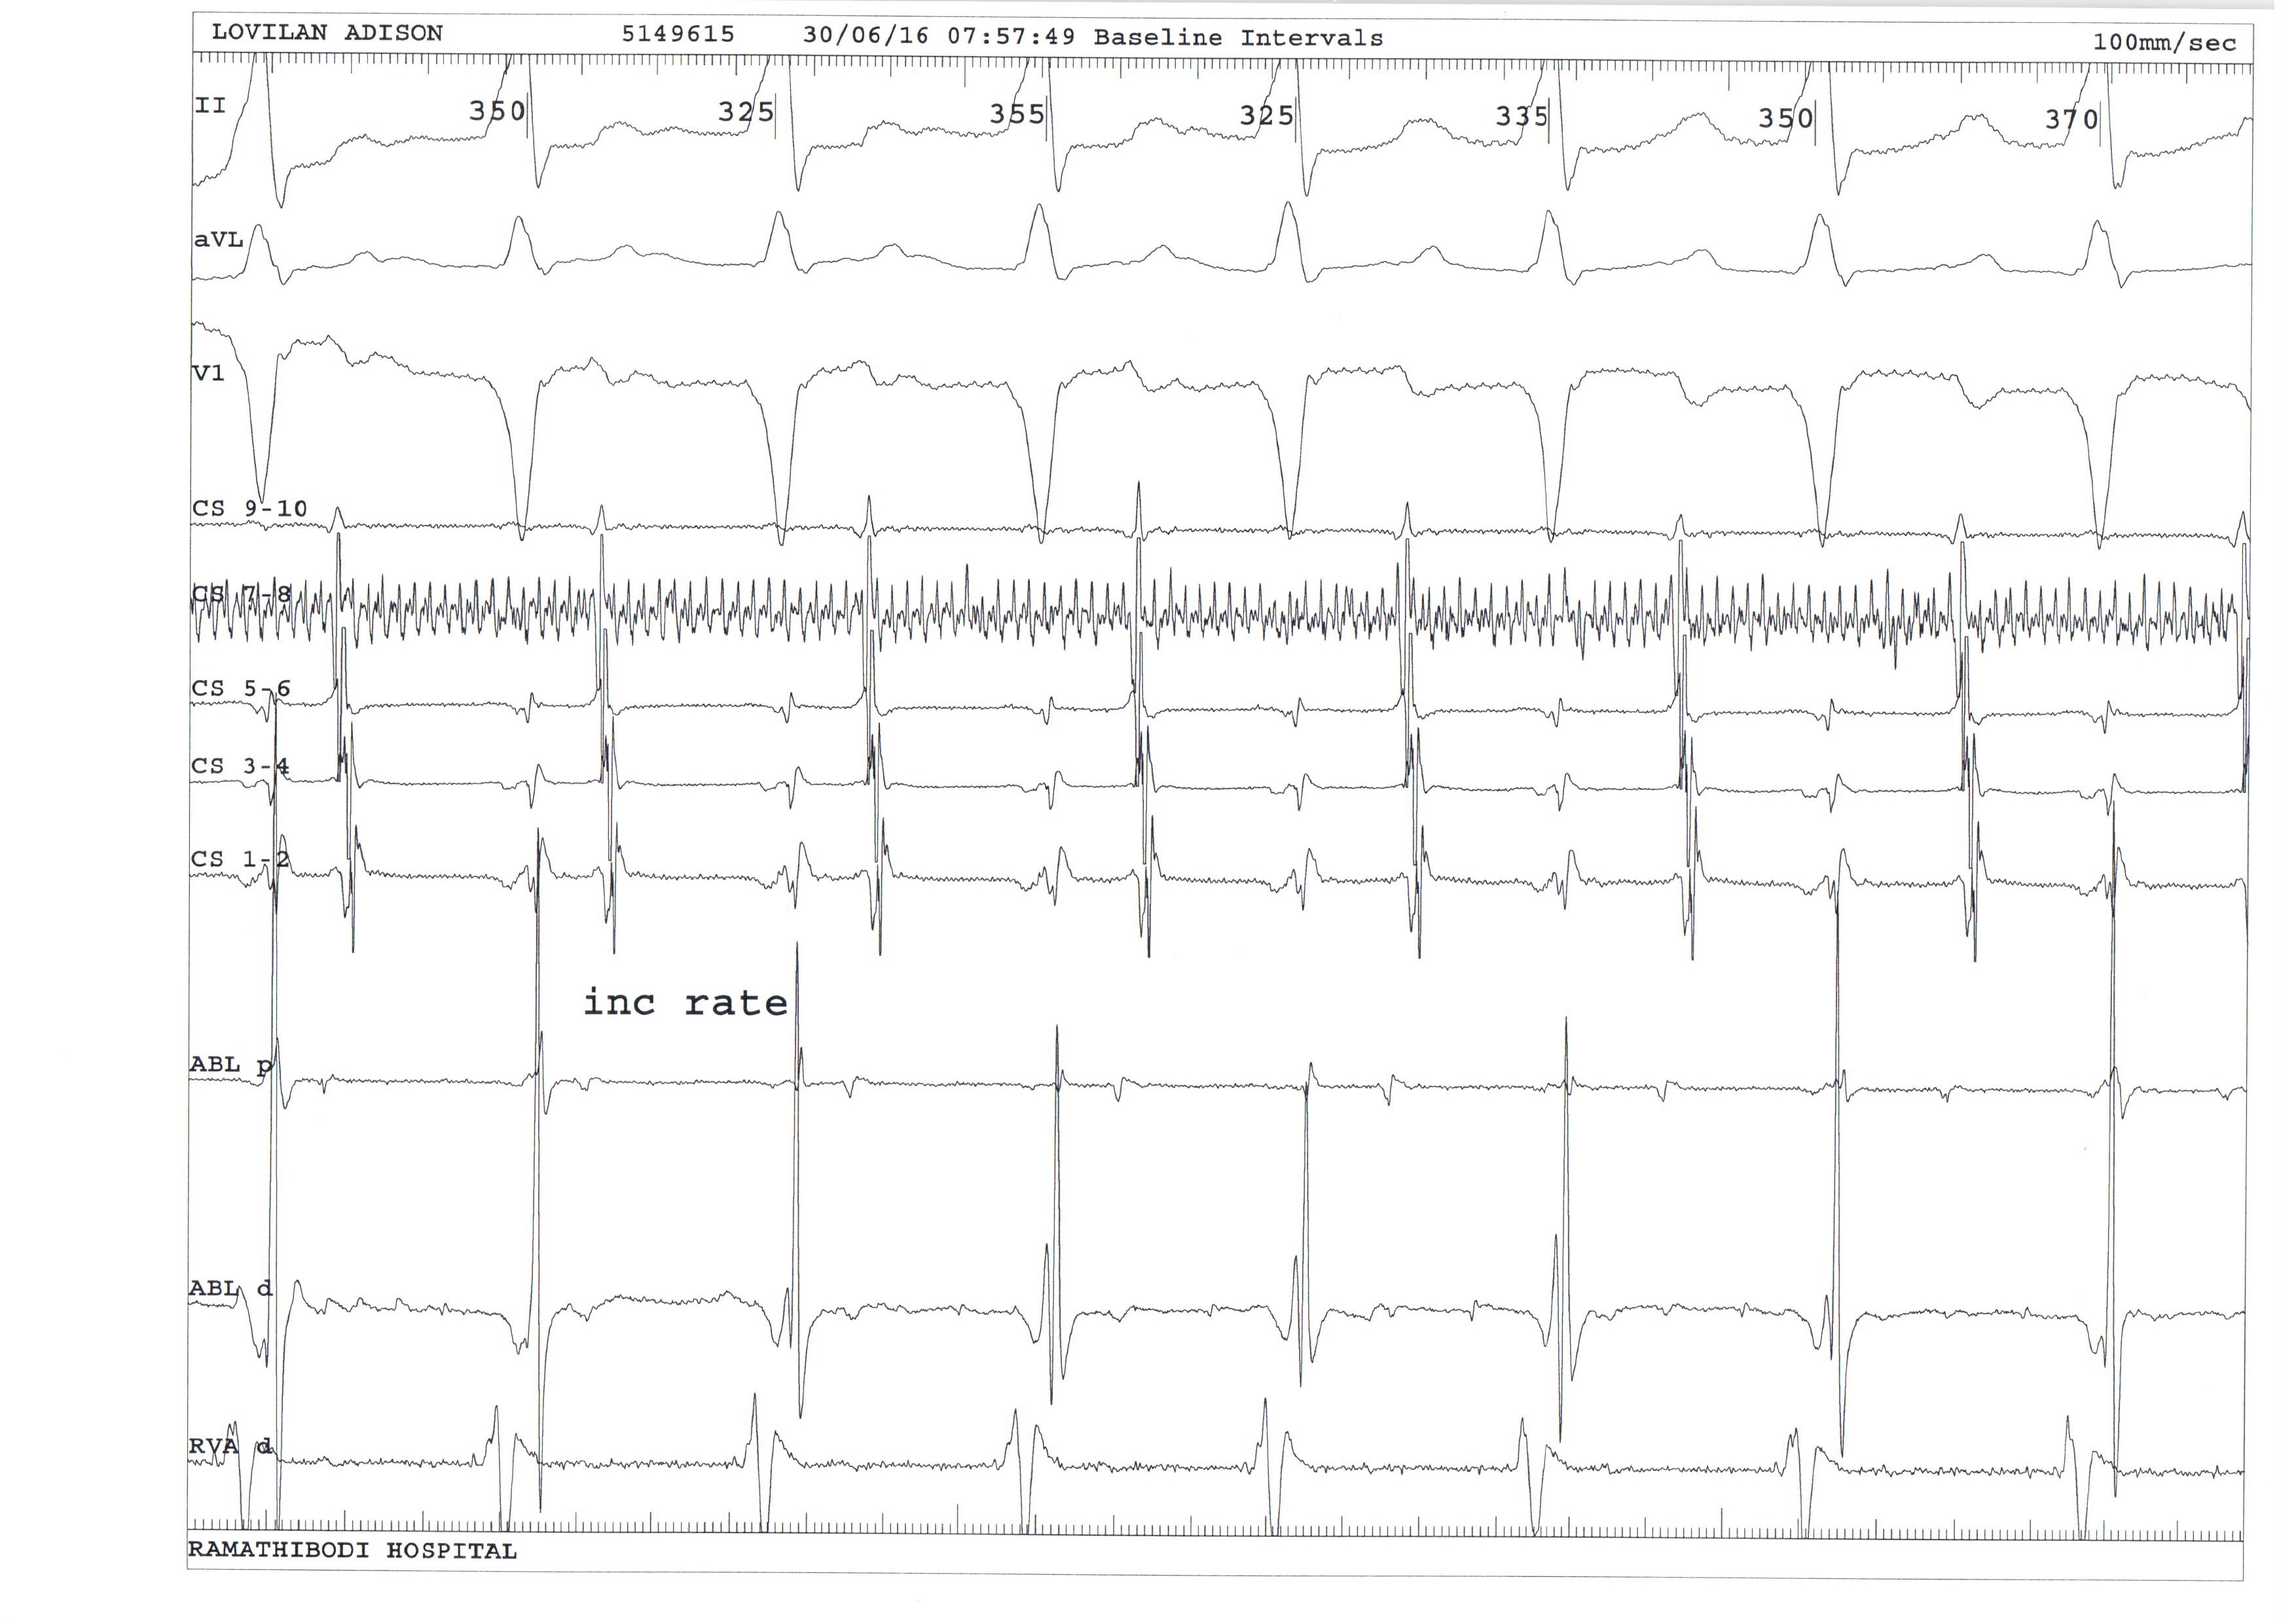 LOVILAN ADISON 5149615 30/06/16 07:57:49 Baseline Intervals 100mm/sec
II 350 325 355 325 335 350 370
aVL
V1
CS 9-10
CS 7-8
CS 5-6
CS 3-4
CS 1-2
inc rate
ABL p
ABL d
RVA d
RAMATHIBODI HOSPITAL